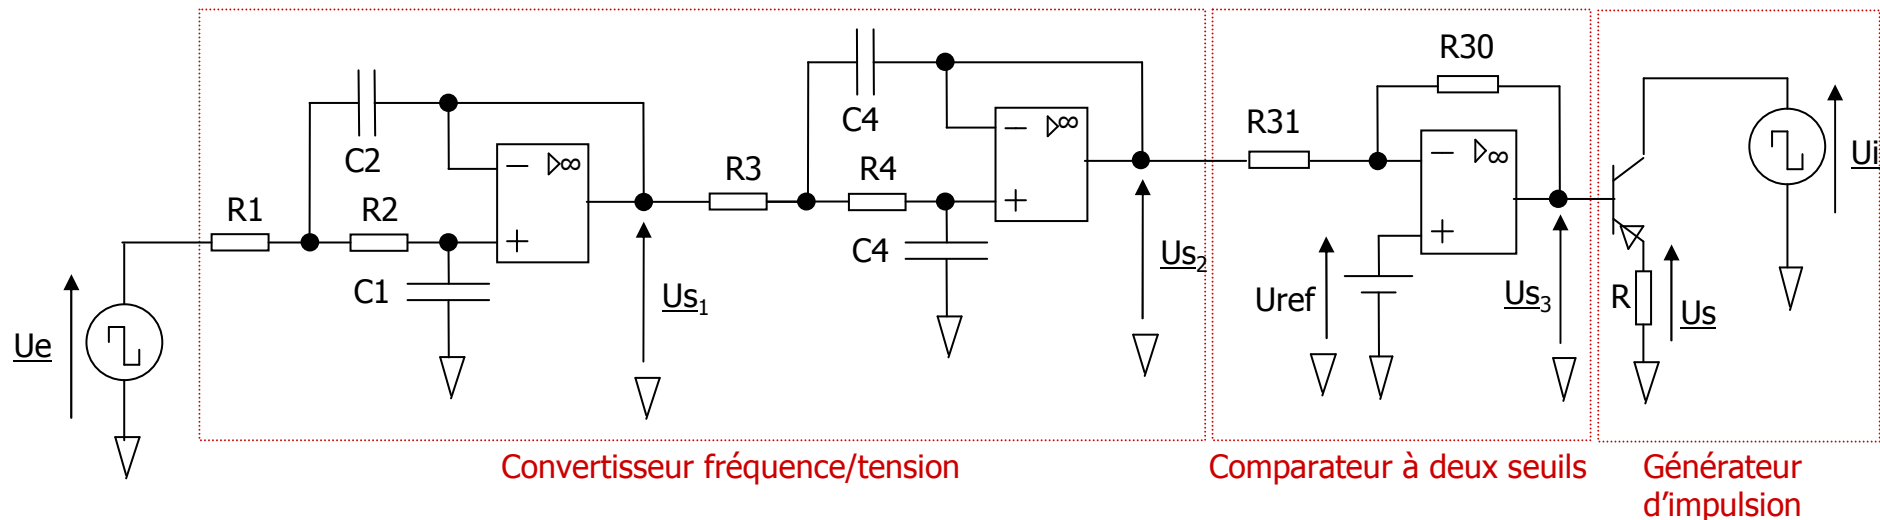 R30
C4
R31
C2
R3
R4
R1
R2
C4
Us2
Ui
C1
Us1
Uref
Us3
R
Us
Ue
Convertisseur fréquence/tension
Comparateur à deux seuils
Générateur
d'impulsion
- ▷∞
+
- ▷∞
+
- ▷∞
+